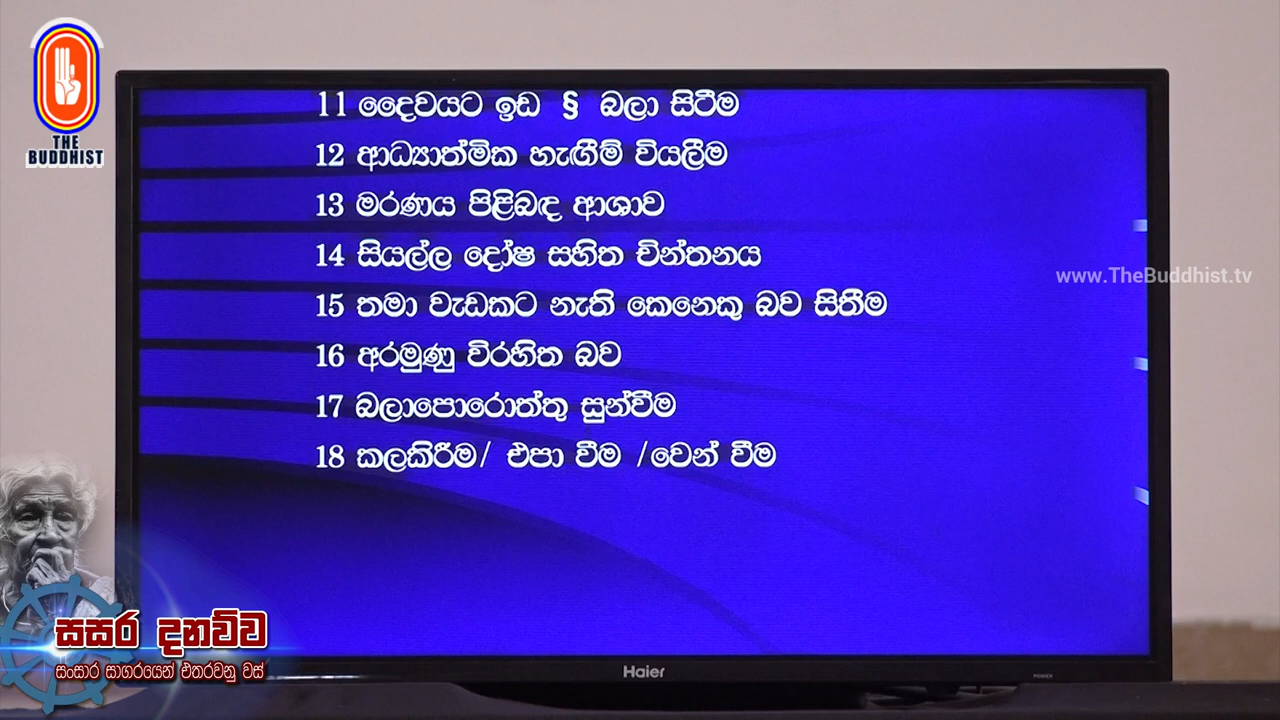 THE
BUDDHIST
11 දෛවයට ඉඩ § බලා සිටීම
12 ආධ්‍යාත්මික හැඟීම් වියලීම
13 මරණය පිළිබඳ ආශාව
14 සියල්ල දෝෂ සහිත චින්තනය
www.TheBuddhist.tv
15 තමා වැඩකට නැති කෙනෙකු බව සිතීම
16 අරමුණු විරහිත බව
17 බලාපොරොත්තු සුන්වීම
18 කලකිරීම/ එපා වීම /වෙන් වීම
සසර දනව්ව
සංසාර සාගරයෙන් එතරවනු වස්
Haier
POWER